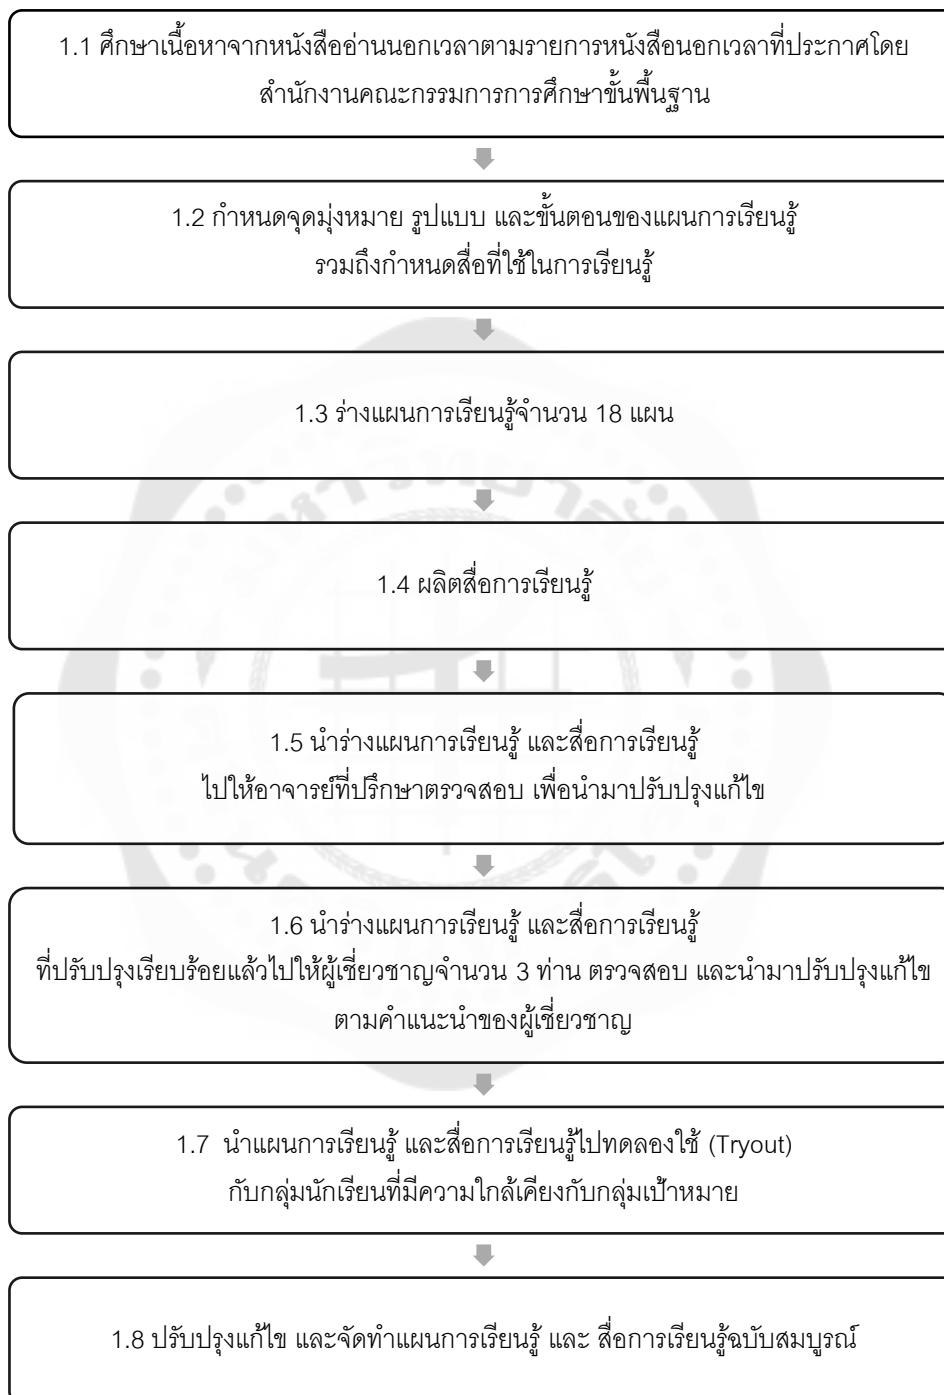 1.1 ศึกษาเนื้อหาจากหนังสืออ่านนอกเวลาตามรายการหนังสือนอกเวลาที่ประกาศโดย
สำนักงานคณะกรรมการการศึกษาขั้นพื้นฐาน
1.2 กำหนดจุดมุ่งหมาย รูปแบบ และขั้นตอนของแผนการเรียนรู้
รวมถึงกำหนดสื่อที่ใช้ในการเรียนรู้
1.3 ร่างแผนการเรียนรู้จำนวน 18 แผน
1.4 ผลิตสื่อการเรียนรู้
1.5 นำร่างแผนการเรียนรู้ และสื่อการเรียนรู้
ไปให้อาจารย์ที่ปรึกษาตรวจสอบ เพื่อนำมาปรับปรุงแก้ไข
1.6 นำร่างแผนการเรียนรู้ และสื่อการเรียนรู้
ที่ปรับปรุงเรียบร้อยแล้วไปให้ผู้เชี่ยวชาญจำนวน 3 ท่าน ตรวจสอบ และนำมาปรับปรุงแก้ไข
ตามคำแนะนำของผู้เชี่ยวชาญ
1.7 นำแผนการเรียนรู้ และสื่อการเรียนรู้ไปทดลองใช้ (Tryout)
กับกลุ่มนักเรียนที่มีความใกล้เคียงกับกลุ่มเป้าหมาย
1.8 ปรับปรุงแก้ไข และจัดทำแผนการเรียนรู้ และ สื่อการเรียนรู้ฉบับสมบูรณ์